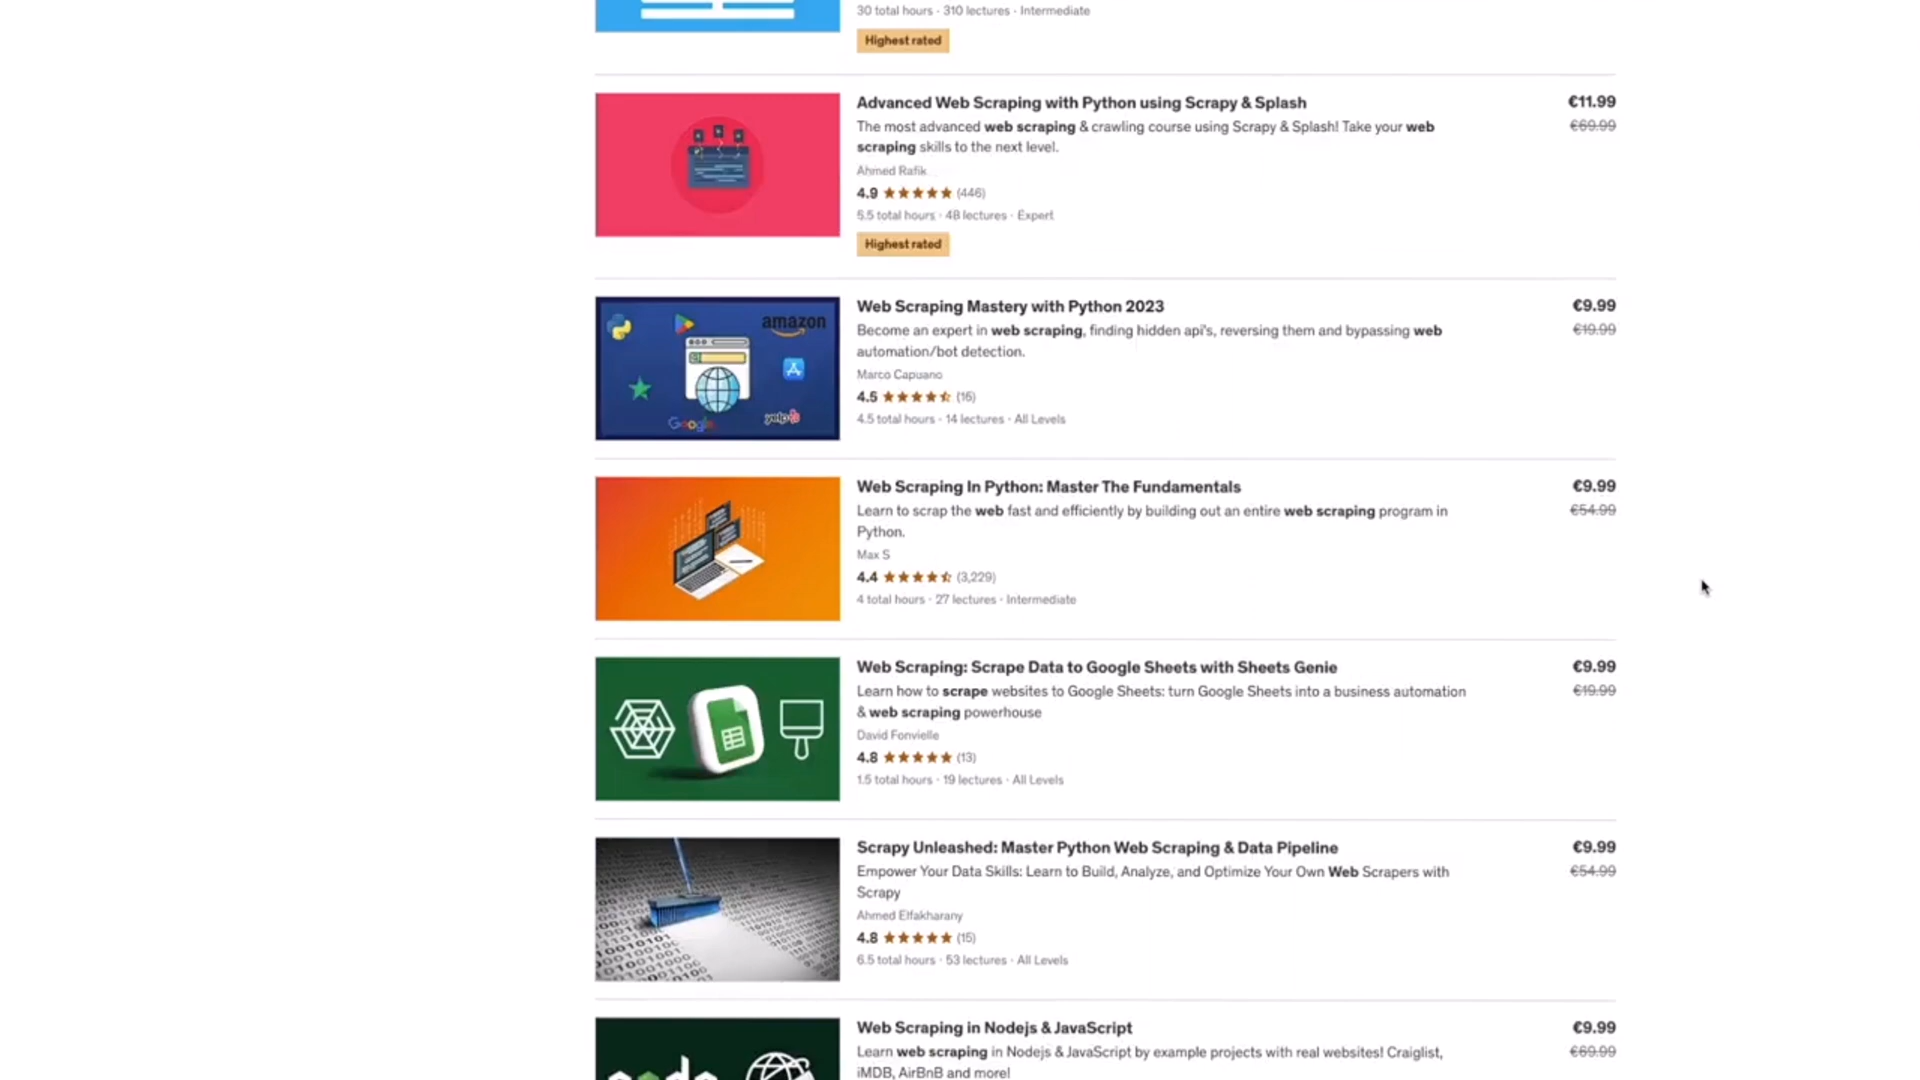 30 total hours · 310 lectures · Intermediate
Highest rated
Advanced Web Scraping with Python using Scrapy & Splash
€11.99
The most advanced web scraping & crawling course using Scrapy & Splash! Take your web
€69.99
scraping skills to the next level.
Ahmed Rafik
4.9 (446)
5.5 total hours · 48 lectures · Expert
Highest rated
amazon
Google
yelp
Web Scraping Mastery with Python 2023
€9.99
Become an expert in web scraping, finding hidden api's, reversing them and bypassing web
€19.99
automation/bot detection.
Marco Capuano
4.5 (16)
4.5 total hours · 14 lectures · All Levels
Web Scraping In Python: Master The Fundamentals
€9.99
Learn to scrap the web fast and efficiently by building out an entire web scraping program in
€54.99
Python.
Max S
4.4 (3,229)
4 total hours · 27 lectures · Intermediate
Web Scraping: Scrape Data to Google Sheets with Sheets Genie
€9.99
Learn how to scrape websites to Google Sheets: turn Google Sheets into a business automation
€19.99
& web scraping powerhouse
David Fonvielle
4.8 (13)
1.5 total hours · 19 lectures · All Levels
Scrapy Unleashed: Master Python Web Scraping & Data Pipeline
€9.99
Empower Your Data Skills: Learn to Build, Analyze, and Optimize Your Own Web Scrapers with
€54.99
Scrapy
Ahmed Elfakharany
4.8 (15)
6.5 total hours · 53 lectures · All Levels
Web Scraping in Nodejs & JavaScript
€9.99
Learn web scraping in Nodejs & JavaScript by example projects with real websites! Craiglist,
€69.99
iMDB, AirBnB and more!